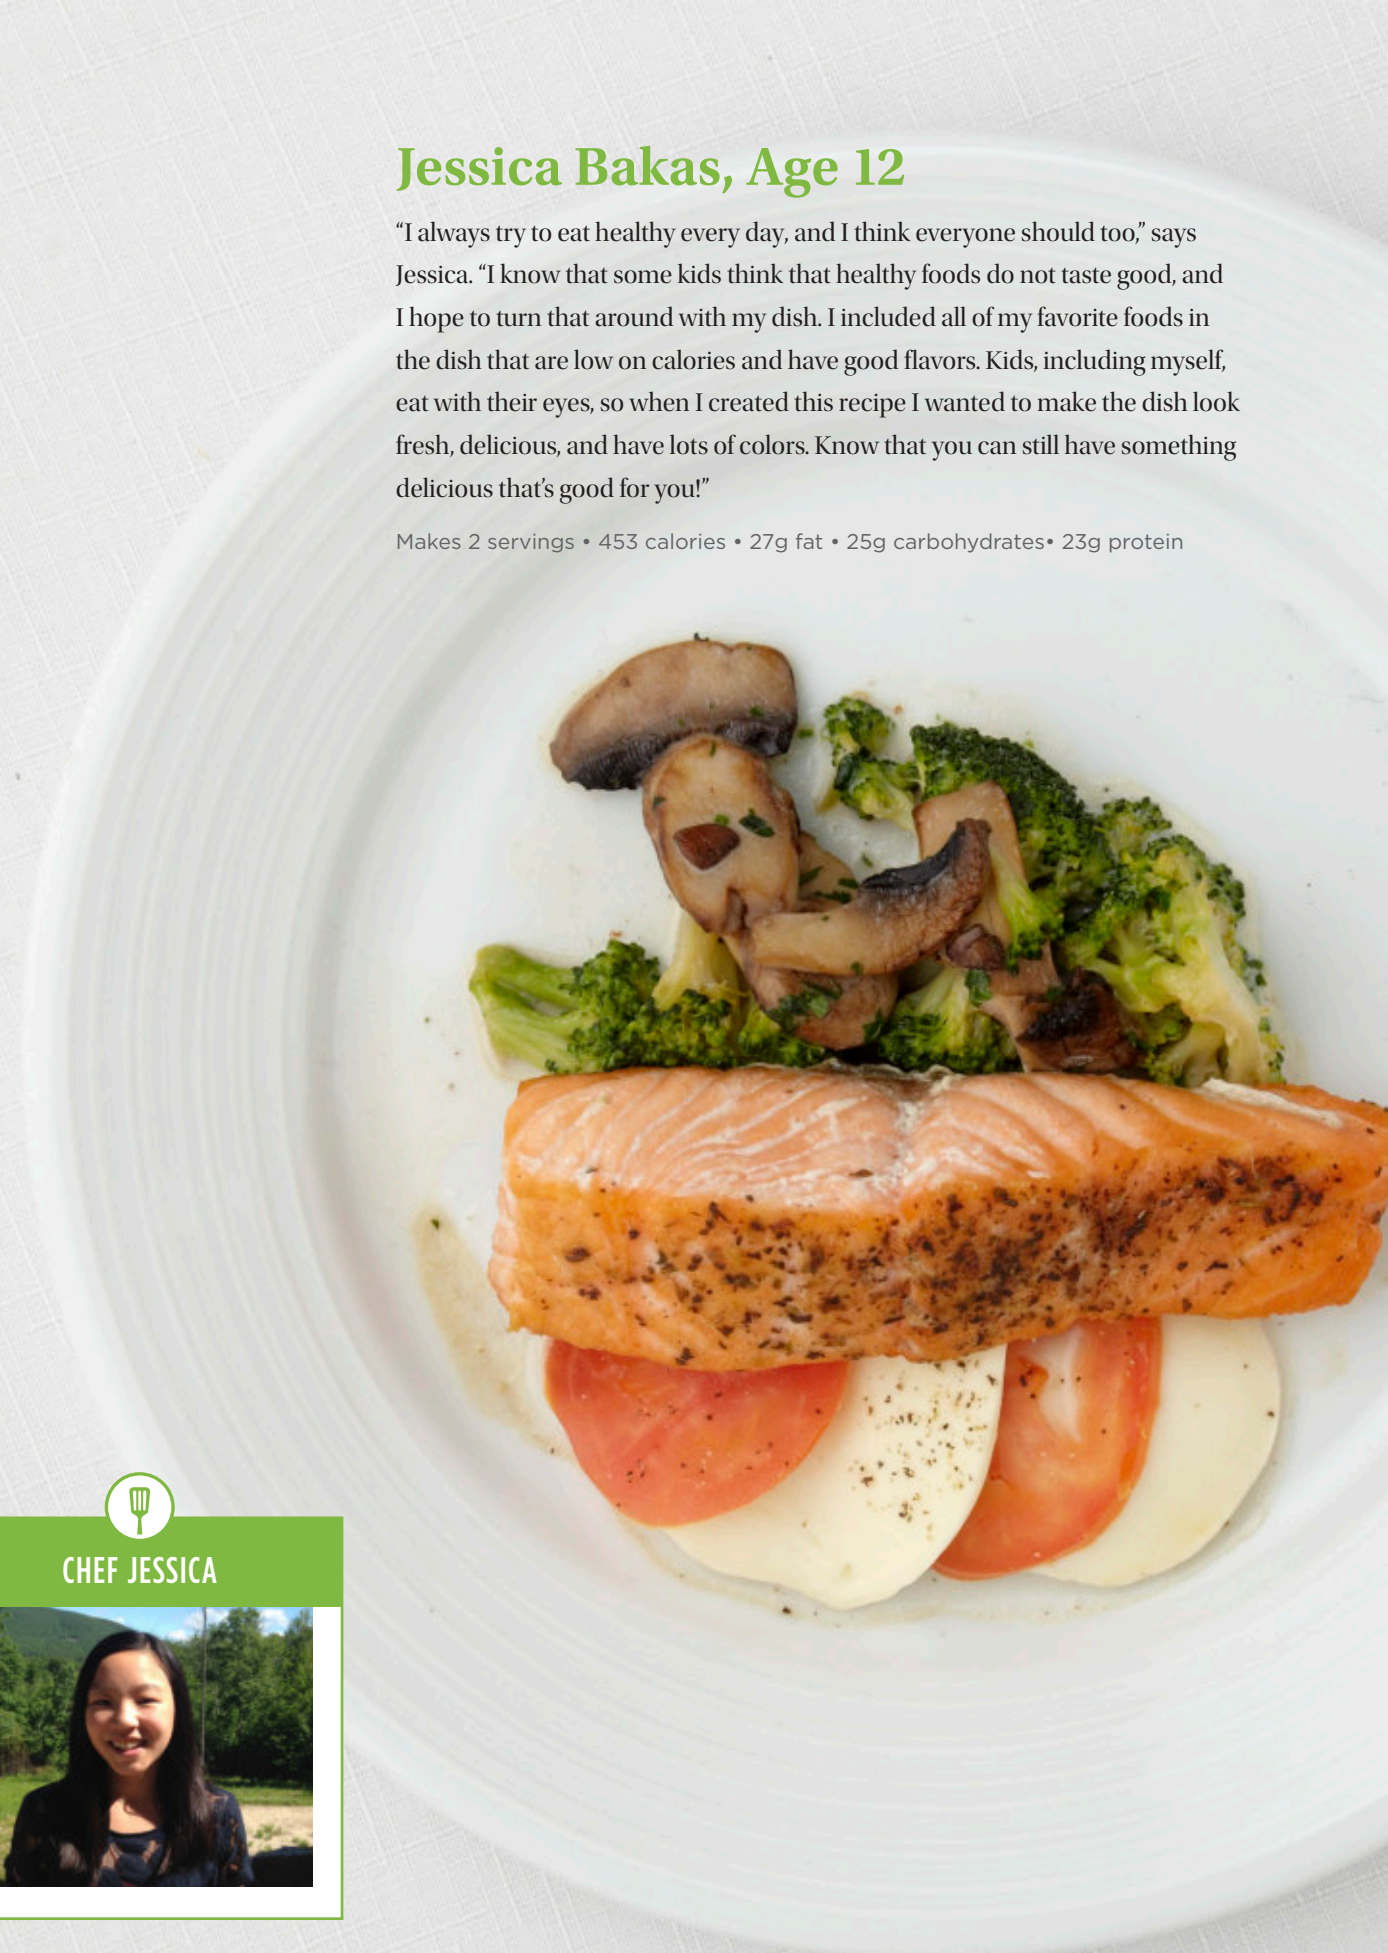 Jessica Bakas, Age 12
“I always try to eat healthy every day, and I think everyone should too,” says
Jessica. “I know that some kids think that healthy foods do not taste good, and
I hope to turn that around with my dish. I included all of my favorite foods in
the dish that are low on calories and have good flavors. Kids, including myself,
eat with their eyes, so when I created this recipe I wanted to make the dish look
fresh, delicious, and have lots of colors. Know that you can still have something
delicious that’s good for you!”
Makes 2 servings • 453 calories • 27g fat • 25g carbohydrates• 23g protein
CHEF JESSICA